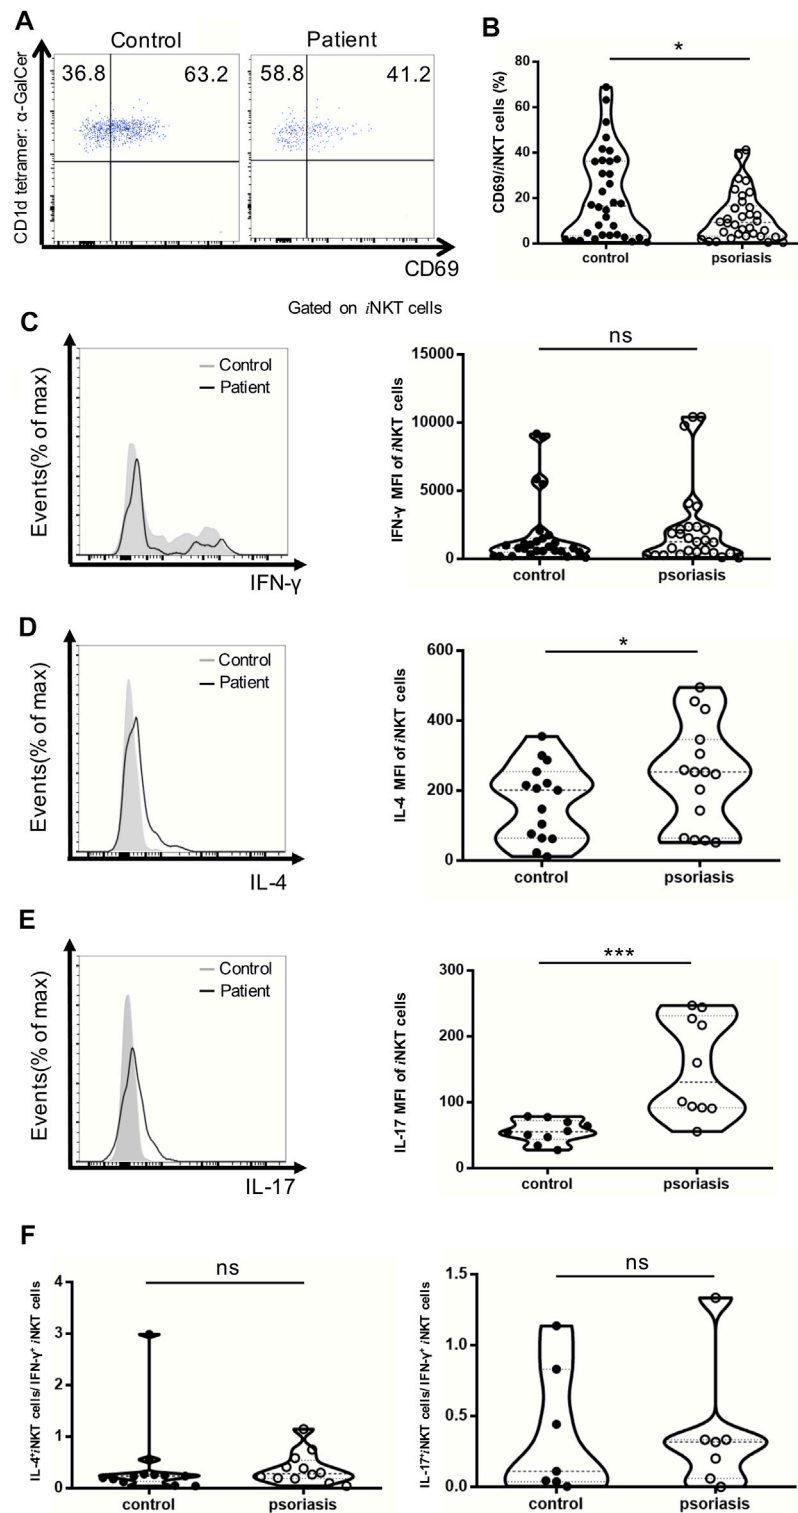 A
Control
Patient
36.8
63.2
58.8
41.2
CD1d tetramer: α-GalCer
CD69
B
*
CD69/iNKT cells (%)
80
60
40
20
0
control
psoriasis
Gated on iNKT cells
C
Control
Patient
Events(% of max)
IFN-γ
ns
IFN-γ MFI of iNKT cells
15000
10000
5000
0
control
psoriasis
D
Control
Patient
Events(% of max)
IL-4
*
IL-4 MFI of iNKT cells
600
400
200
0
control
psoriasis
E
Control
Patient
Events(% of max)
IL-17
***
IL-17 MFI of iNKT cells
300
200
100
0
control
psoriasis
F
ns
IL-4⁺iNKT cells/ IFN-γ⁺ iNKT cells
4
3
2
1
0
control
psoriasis
ns
IL-17⁺iNKT cells/ IFN-γ⁺ iNKT cells
1.5
1.0
0.5
0.0
control
psoriasis